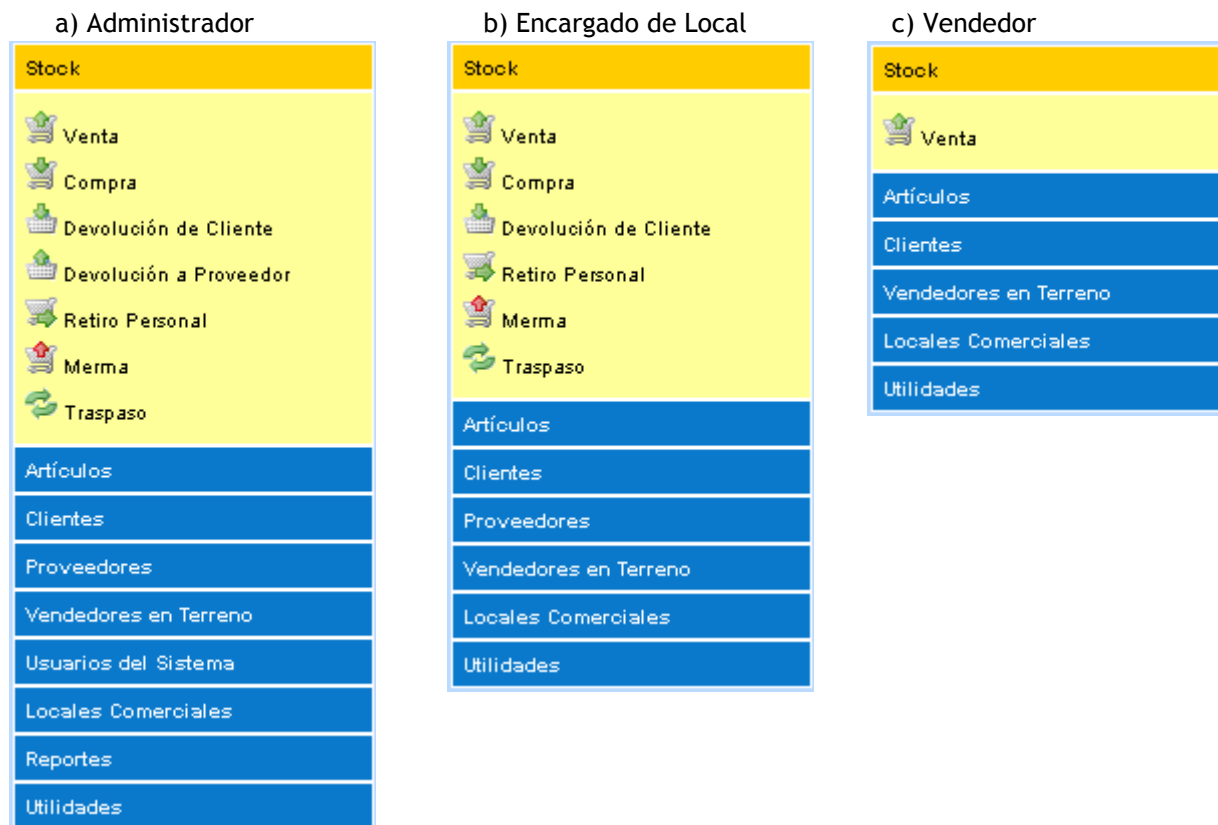 a) Administrador
Stock
Venta
Compra
Devolución de Cliente
Devolución a Proveedor
Retiro Personal
Merma
Traspaso
Artículos
Clientes
Proveedores
Vendedores en Terreno
Usuarios del Sistema
Locales Comerciales
Reportes
Utilidades
b) Encargado de Local
Stock
Venta
Compra
Devolución de Cliente
Retiro Personal
Merma
Traspaso
Artículos
Clientes
Proveedores
Vendedores en Terreno
Locales Comerciales
Utilidades
c) Vendedor
Stock
Venta
Artículos
Clientes
Vendedores en Terreno
Locales Comerciales
Utilidades